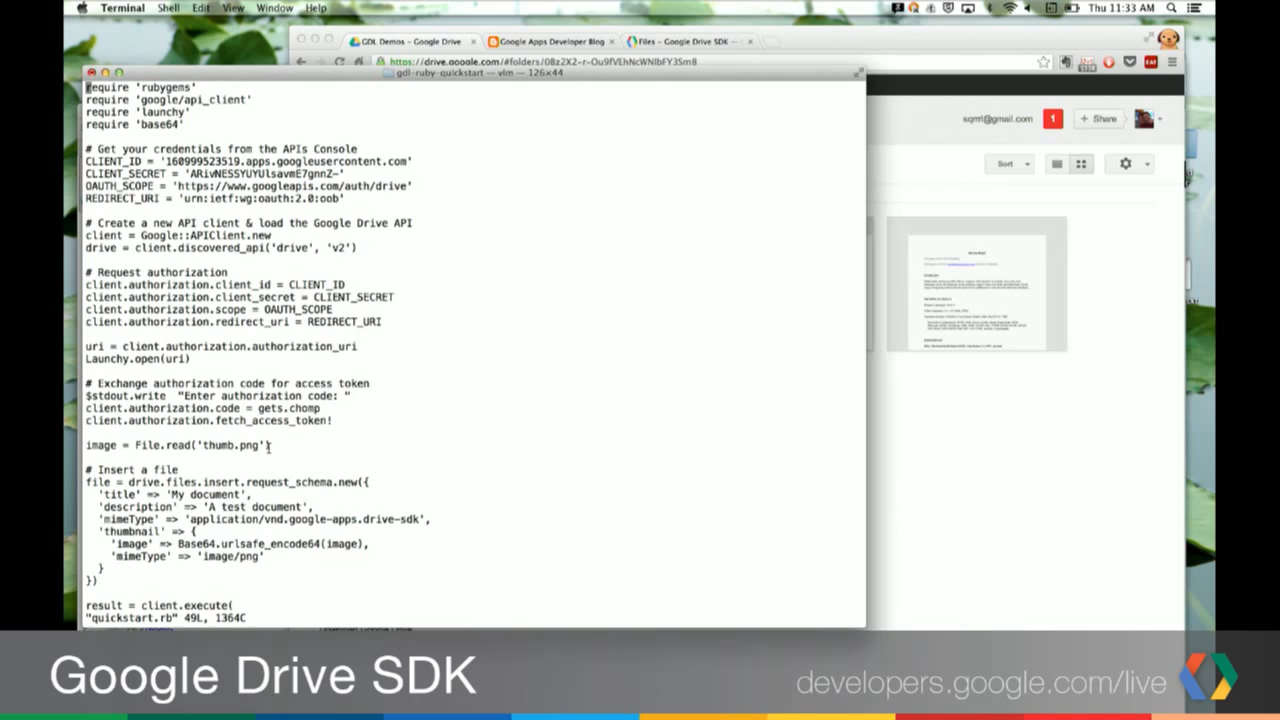 Terminal Shell Edit View Window Help
Thu 11:33 AM
GDL Demos – Google Drive
Google Apps Developer Blog
Files – Google Drive SDK —
gdl-ruby-quickstart — vim — 126×44
require 'rubygems'
require 'google/api_client'
require 'launchy'
require 'base64'
# Get your credentials from the APIs Console
CLIENT_ID = '160999523519.apps.googleusercontent.com'
CLIENT_SECRET = 'ARivNESSYUYUlsavmE7gnnZ-'
OAUTH_SCOPE = 'https://www.googleapis.com/auth/drive'
REDIRECT_URI = 'urn:ietf:wg:oauth:2.0:oob'
# Create a new API client & load the Google Drive API
client = Google::APIClient.new
drive = client.discovered_api('drive', 'v2')
# Request authorization
client.authorization.client_id = CLIENT_ID
client.authorization.client_secret = CLIENT_SECRET
client.authorization.scope = OAUTH_SCOPE
client.authorization.redirect_uri = REDIRECT_URI
uri = client.authorization.authorization_uri
Launchy.open(uri)
# Exchange authorization code for access token
$stdout.write "Enter authorization code: "
client.authorization.code = gets.chomp
client.authorization.fetch_access_token!
image = File.read('thumb.png')
# Insert a file
file = drive.files.insert.request_schema.new({
'title' => 'My document',
'description' => 'A test document',
'mimeType' => 'application/vnd.google-apps.drive-sdk',
'thumbnail' => {
'image' => Base64.urlsafe_encode64(image),
'mimeType' => 'image/png'
}
})
result = client.execute(
"quickstart.rb" 49L, 1364C
sqrrrl@gmail.com
1
+ Share
Sort
Google Drive SDK
developers.google.com/live